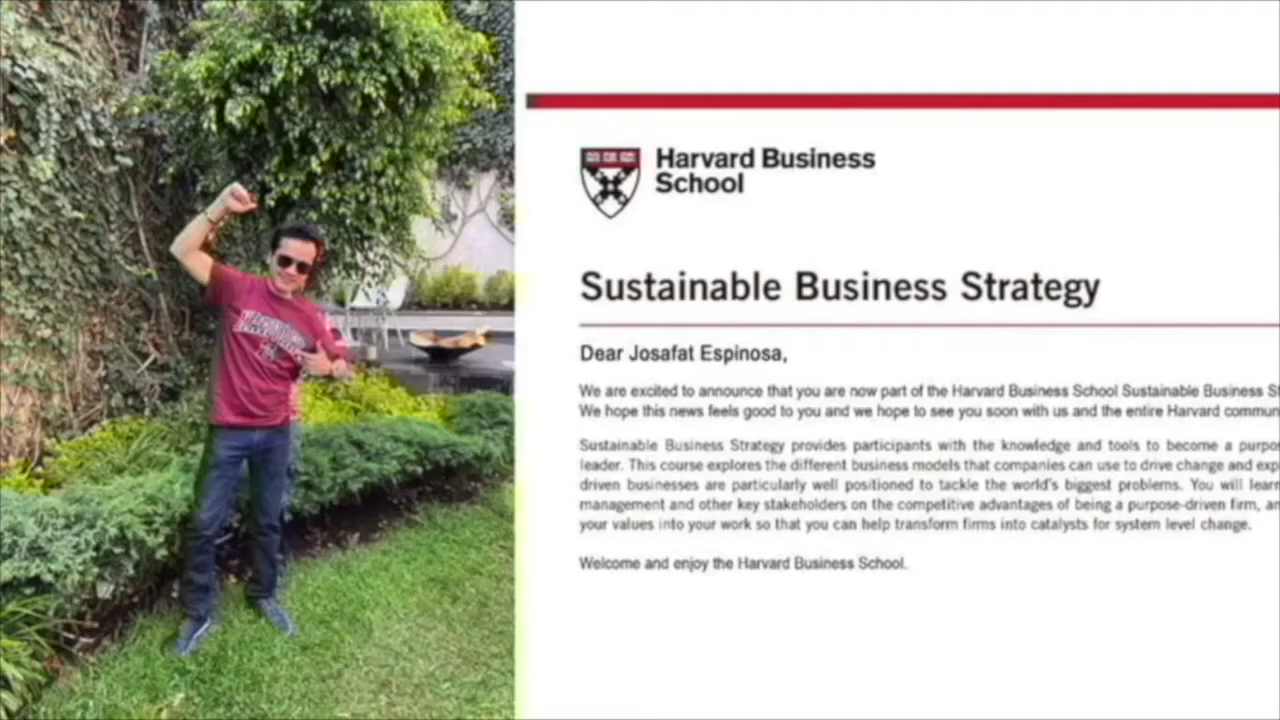 Harvard Business
School
Sustainable Business Strategy
Dear Josafat Espinosa,
We are excited to announce that you are now part of the Harvard Business School Sustainable Business S
We hope this news feels good to you and we hope to see you soon with us and the entire Harvard commun
Sustainable Business Strategy provides participants with the knowledge and tools to become a purpo
leader. This course explores the different business models that companies can use to drive change and exp
driven businesses are particularly well positioned to tackle the world's biggest problems. You will learn
management and other key stakeholders on the competitive advantages of being a purpose-driven firm, an
your values into your work so that you can help transform firms into catalysts for system level change.
Welcome and enjoy the Harvard Business School.